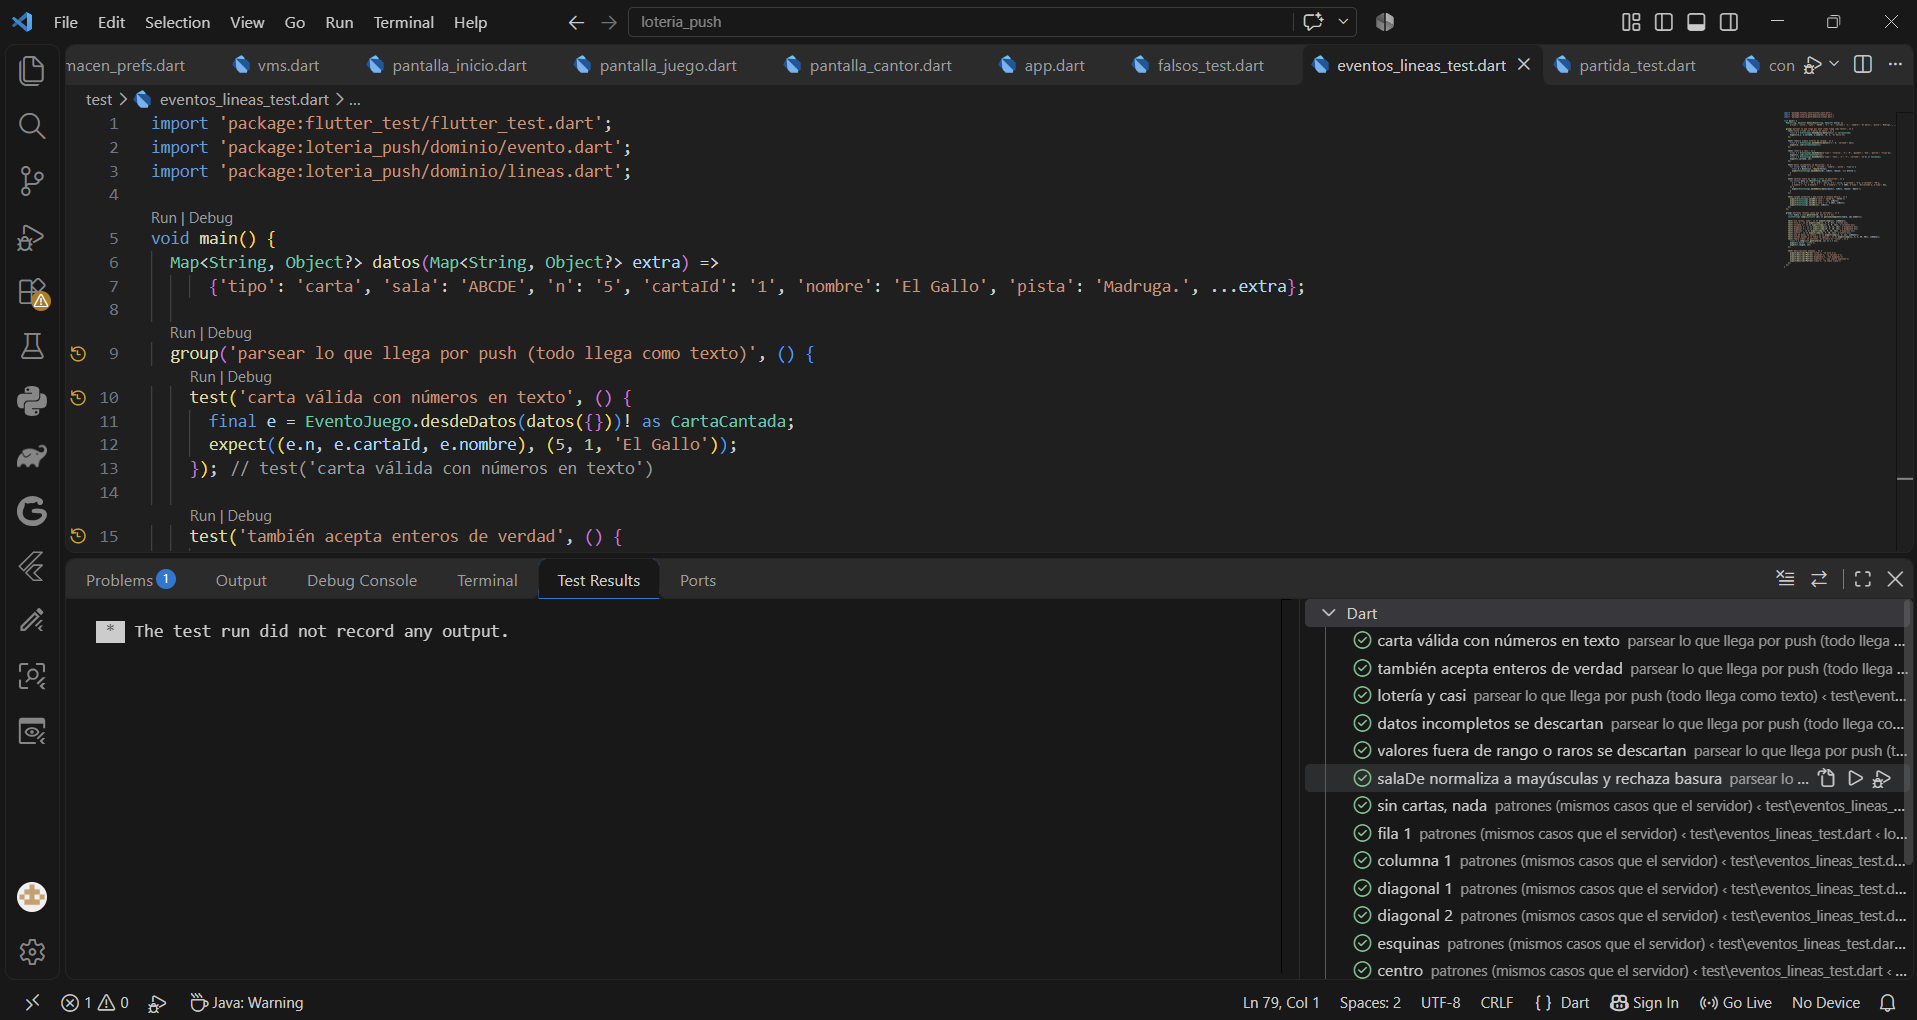 File Edit Selection View Go Run Terminal Help
loteria_push
macen_prefs.dart vms.dart pantalla_inicio.dart pantalla_juego.dart pantalla_cantor.dart app.dart falsos_test.dart eventos_lineas_test.dart partida_test.dart con
test > eventos_lineas_test.dart > ...
1 import 'package:flutter_test/flutter_test.dart';
2 import 'package:loteria_push/dominio/evento.dart';
3 import 'package:loteria_push/dominio/lineas.dart';
4
Run | Debug
5 void main() {
6 Map<String, Object?> datos(Map<String, Object?> extra) =>
7 {'tipo': 'carta', 'sala': 'ABCDE', 'n': '5', 'cartaId': '1', 'nombre': 'El Gallo', 'pista': 'Madruga.', ...extra};
8
Run | Debug
9 group('parsear lo que llega por push (todo llega como texto)', () {
Run | Debug
10 test('carta válida con números en texto', () {
11 final e = EventoJuego.desdeDatos(datos({}))! as CartaCantada;
12 expect((e.n, e.cartaId, e.nombre), (5, 1, 'El Gallo'));
13 }); // test('carta válida con números en texto')
14
Run | Debug
15 test('también acepta enteros de verdad', () {
Problems 1 Output Debug Console Terminal Test Results Ports
* The test run did not record any output.
Dart
carta válida con números en texto parsear lo que llega por push (todo llega ...
también acepta enteros de verdad parsear lo que llega por push (todo llega ...
lotería y casi parsear lo que llega por push (todo llega como texto) ‹ test\event...
datos incompletos se descartan parsear lo que llega por push (todo llega co...
valores fuera de rango o raros se descartan parsear lo que llega por push (t...
salaDe normaliza a mayúsculas y rechaza basura parsear lo ...
sin cartas, nada patrones (mismos casos que el servidor) ‹ test\eventos_lineas_...
fila 1 patrones (mismos casos que el servidor) ‹ test\eventos_lineas_test.dart ‹ lo...
columna 1 patrones (mismos casos que el servidor) ‹ test\eventos_lineas_test.d...
diagonal 1 patrones (mismos casos que el servidor) ‹ test\eventos_lineas_test.d...
diagonal 2 patrones (mismos casos que el servidor) ‹ test\eventos_lineas_test.d...
esquinas patrones (mismos casos que el servidor) ‹ test\eventos_lineas_test.dar...
centro patrones (mismos casos que el servidor) ‹ test\eventos_lineas_test.dart ‹ ...
1 0 Java: Warning Ln 79, Col 1 Spaces: 2 UTF-8 CRLF { } Dart Sign In Go Live No Device